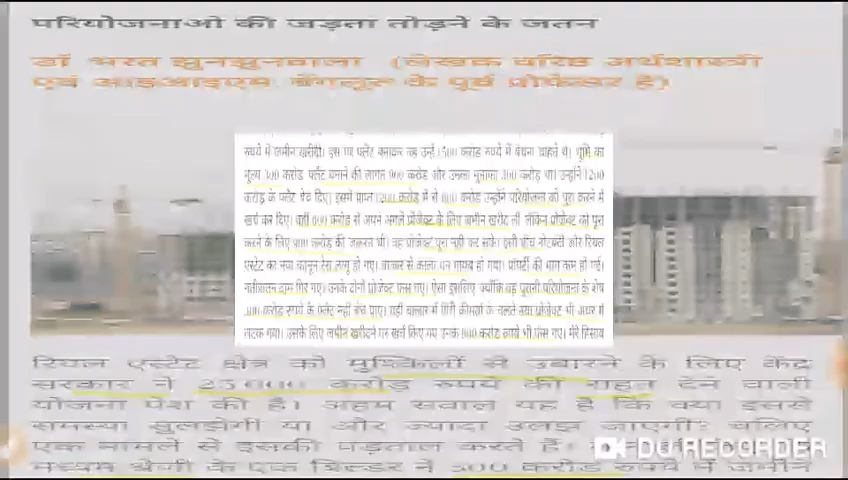 परियोजनाओं की जड़ता तोड़ने के जतन
डॉ भरत झुनझुनवाला (लेखक वरिष्ठ अर्थशास्त्री
एवं आइआइएम बेंगलूरु के पूर्व प्रोफेसर हैं)
रुपये में जमीन खरीदी। इस पर फ्लैट बनाकर वह उन्हें 1500 करोड़ रुपये में बेचना चाहते थे। भूमि का
मूल्य 300 करोड़ फ्लैट बनाने की लागत 900 करोड़ और उनका मुनाफा 300 करोड़ था। उन्होंने 1200
करोड़ के फ्लैट बेच दिए। इसमें प्राप्त 1200 करोड़ में से 600 करोड़ उन्होंने परियोजना को पूरा करने में
खर्च कर दिए। वहीं 600 करोड़ से अपने अगले प्रोजेक्ट के लिए जमीन खरीद ली लेकिन प्रोजेक्ट को पूरा
करने के लिए 900 करोड़ की जरूरत थी। वह प्रोजेक्ट पूरा नहीं कर सके। इसी बीच नोटबंदी और रियल
एस्टेट का नया कानून रेरा लागू हो गए। बाजार से काला धन गायब हो गया। प्रॉपर्टी की मांग कम हो गई।
नतीजतन दाम गिर गए। उनके दोनों प्रोजेक्ट फंस गए। ऐसा इसलिए क्योंकि वह पुरानी परियोजना के शेष
300 करोड़ रुपये के फ्लैट नहीं बेच पाए। वहीं बाजार में गिरी कीमतों के चलते नया प्रोजेक्ट भी अधर में
लटक गया। उसके लिए जमीन खरीदने पर खर्च किए गए उनके 600 करोड़ रुपये भी फंस गए। मेरे हिसाब
रियल एस्टेट क्षेत्र को मुश्किलों से उबारने के लिए केंद्र
सरकार ने 25000 करोड़ रुपये की राहत देने वाली
योजना पेश की है। अहम सवाल यह है कि क्या इससे
समस्या सुलझेगी या और ज्यादा उलझ जाएगी? चलिए
एक मामले से इसकी पड़ताल करते हैं।
DU RECORDER
मध्यम श्रेणी के एक बिल्डर ने 300 करोड़ रुपये में जमीन